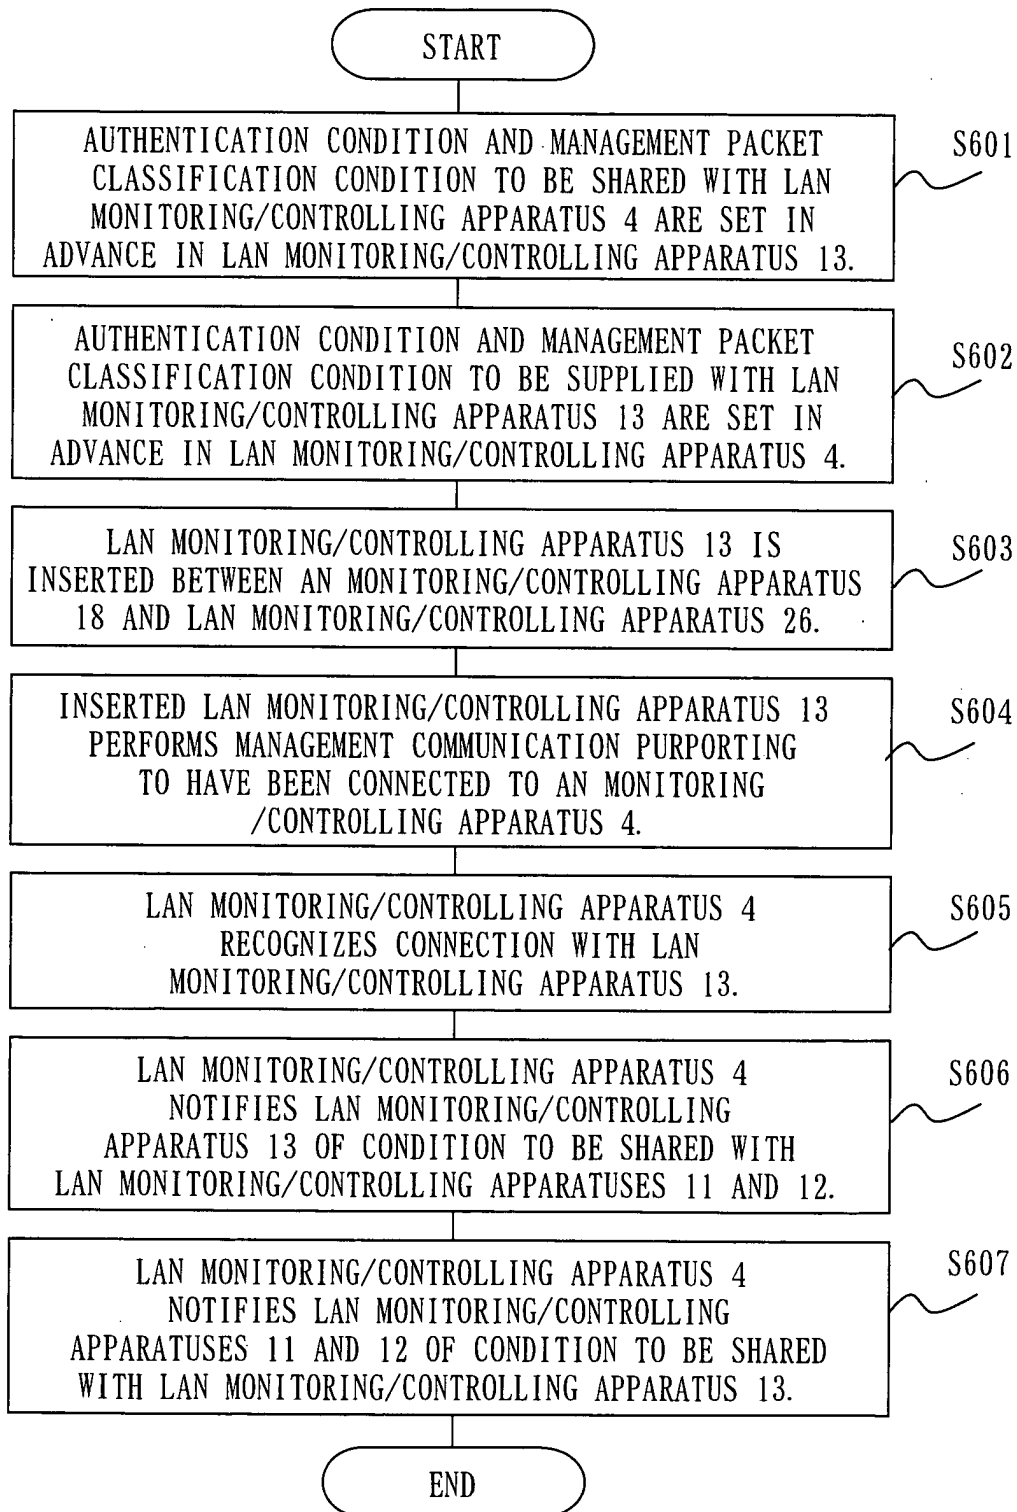 START
AUTHENTICATION CONDITION AND MANAGEMENT PACKET
CLASSIFICATION CONDITION TO BE SHARED WITH LAN
MONITORING/CONTROLLING APPARATUS 4 ARE SET IN
ADVANCE IN LAN MONITORING/CONTROLLING APPARATUS 13.
S601
AUTHENTICATION CONDITION AND MANAGEMENT PACKET
CLASSIFICATION CONDITION TO BE SUPPLIED WITH LAN
MONITORING/CONTROLLING APPARATUS 13 ARE SET IN
ADVANCE IN LAN MONITORING/CONTROLLING APPARATUS 4.
S602
LAN MONITORING/CONTROLLING APPARATUS 13 IS
INSERTED BETWEEN AN MONITORING/CONTROLLING APPARATUS
18 AND LAN MONITORING/CONTROLLING APPARATUS 26.
S603
INSERTED LAN MONITORING/CONTROLLING APPARATUS 13
PERFORMS MANAGEMENT COMMUNICATION PURPORTING
TO HAVE BEEN CONNECTED TO AN MONITORING
/CONTROLLING APPARATUS 4.
S604
LAN MONITORING/CONTROLLING APPARATUS 4
RECOGNIZES CONNECTION WITH LAN
MONITORING/CONTROLLING APPARATUS 13.
S605
LAN MONITORING/CONTROLLING APPARATUS 4
NOTIFIES LAN MONITORING/CONTROLLING
APPARATUS 13 OF CONDITION TO BE SHARED WITH
LAN MONITORING/CONTROLLING APPARATUSES 11 AND 12.
S606
LAN MONITORING/CONTROLLING APPARATUS 4
NOTIFIES LAN MONITORING/CONTROLLING
APPARATUSES 11 AND 12 OF CONDITION TO BE SHARED
WITH LAN MONITORING/CONTROLLING APPARATUS 13.
S607
END